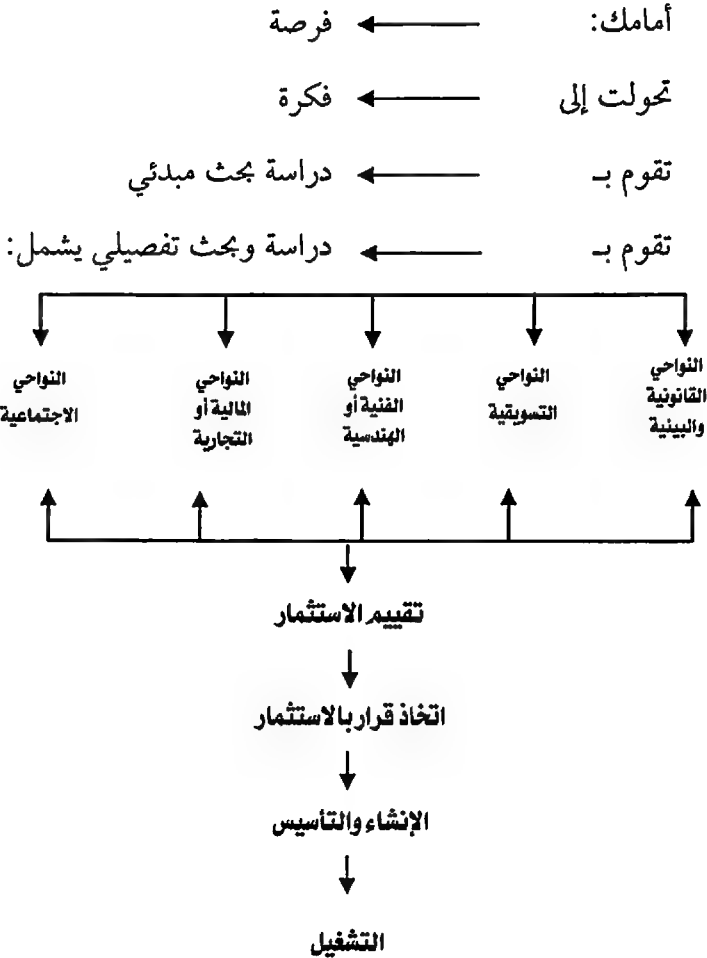 أمامك: فرصة
تحولت إلى فكرة
تقوم بـ دراسة بحث مبدئي
تقوم بـ دراسة وبحث تفصيلي يشمل:
النواحي
القانونية
والبينية
النواحي
التسويقية
النواحي
الفنية أو
الهندسية
النواحي
المالية أو
التجارية
النواحي
الاجتماعية
تقييم الاستثمار
اتخاذ قرار بالاستثمار
الإنشاء والتأسيس
التشغيل